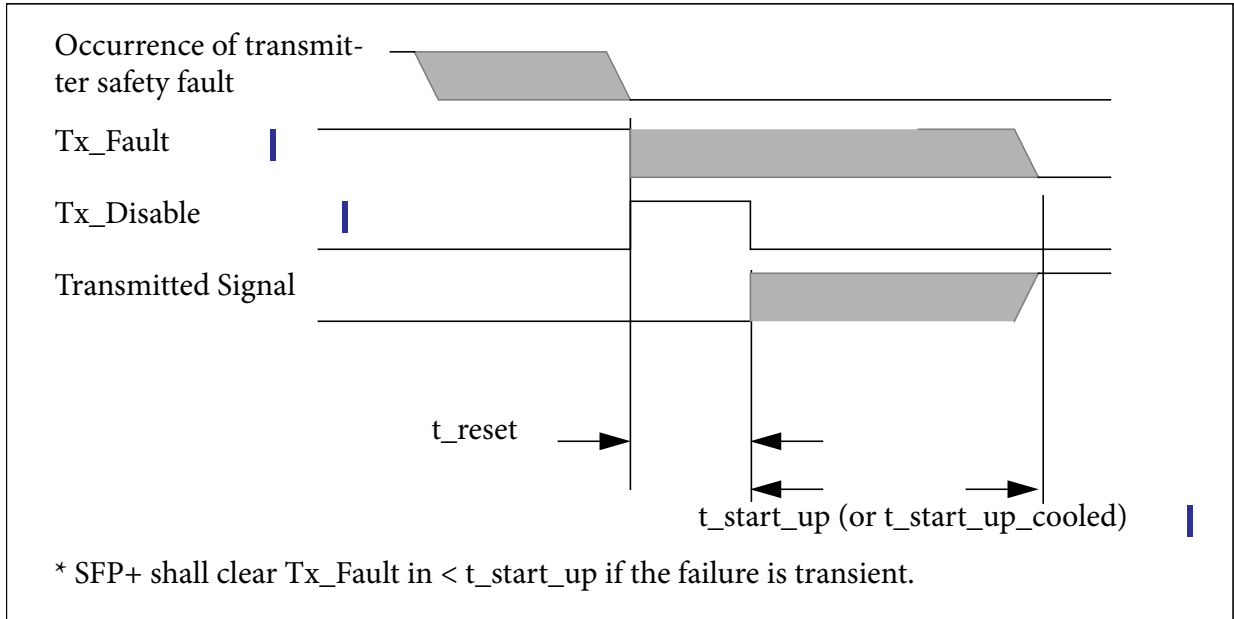 Occurrence of transmit-
ter safety fault
Tx_Fault
Tx_Disable
Transmitted Signal
t_reset
t_start_up (or t_start_up_cooled)
* SFP+ shall clear Tx_Fault in < t_start_up if the failure is transient.